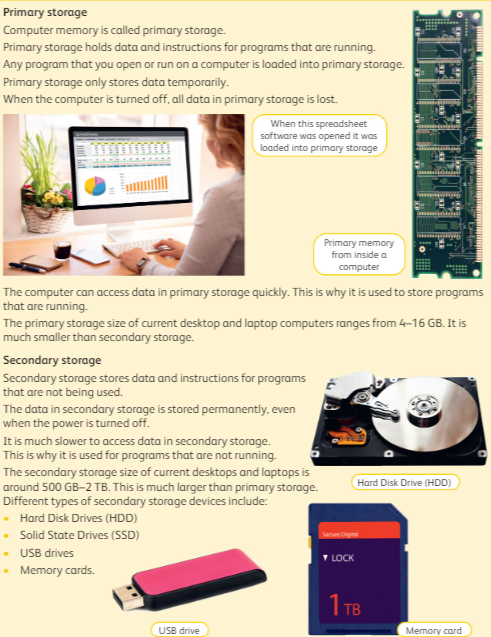 Primary storage
Computer memory is called primary storage.
Primary storage holds data and instructions for programs that are running.
Any program that you open or run on a computer is loaded into primary storage.
Primary storage only stores data temporarily.
When the computer is turned off, all data in primary storage is lost.
When this spreadsheet
software was opened it was
loaded into primary storage
Primary memory
from inside a
computer
The computer can access data in primary storage quickly. This is why it is used to store programs
that are running.
The primary storage size of current desktop and laptop computers ranges from 4–16 GB. It is
much smaller than secondary storage.
Secondary storage
Secondary storage stores data and instructions for programs
that are not being used.
The data in secondary storage is stored permanently, even
when the power is turned off.
It is much slower to access data in secondary storage.
This is why it is used for programs that are not running.
The secondary storage size of current desktops and laptops is
around 500 GB–2 TB. This is much larger than primary storage.
Different types of secondary storage devices include:
Hard Disk Drives (HDD)
Solid State Drives (SSD)
USB drives
Memory cards.
Hard Disk Drive (HDD)
Secure Digital
LOCK
1 TB
USB drive
Memory card